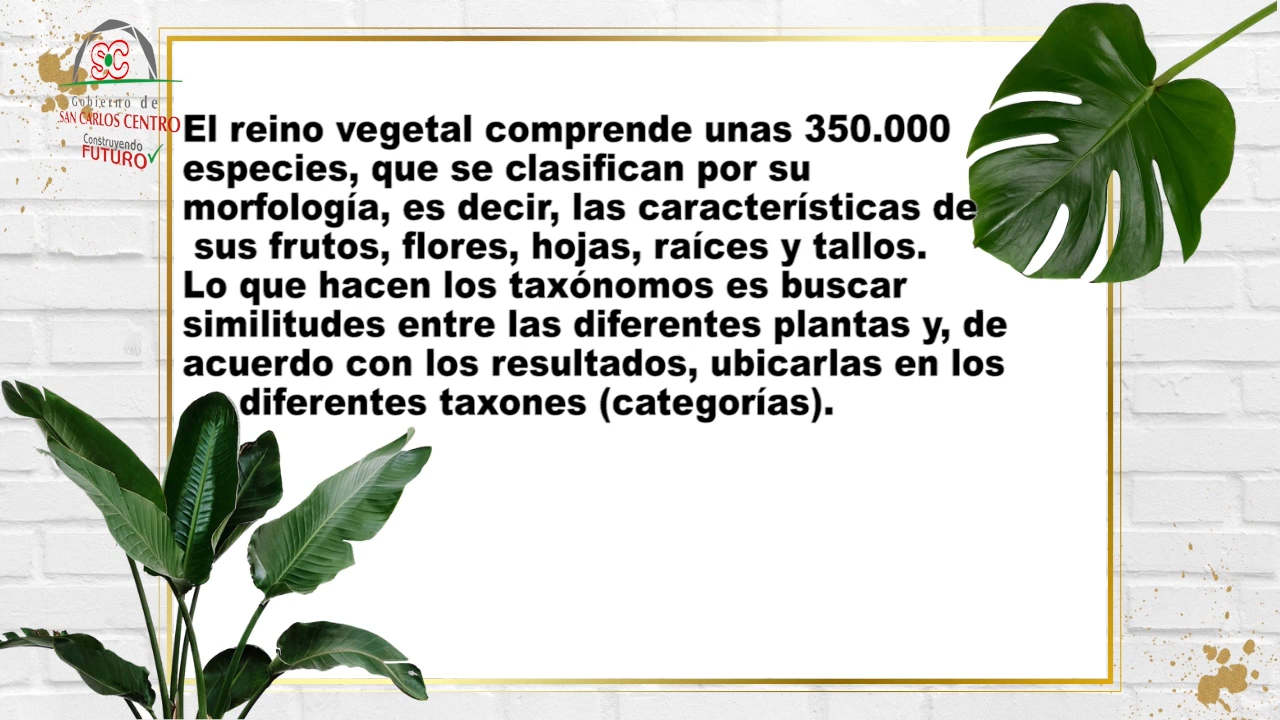 Gobierno de
SAN CARLOS CENTRO
Construyendo
FUTURO
El reino vegetal comprende unas 350.000
especies, que se clasifican por su
morfología, es decir, las características de
sus frutos, flores, hojas, raíces y tallos.
Lo que hacen los taxónomos es buscar
similitudes entre las diferentes plantas y, de
acuerdo con los resultados, ubicarlas en los
diferentes taxones (categorías).